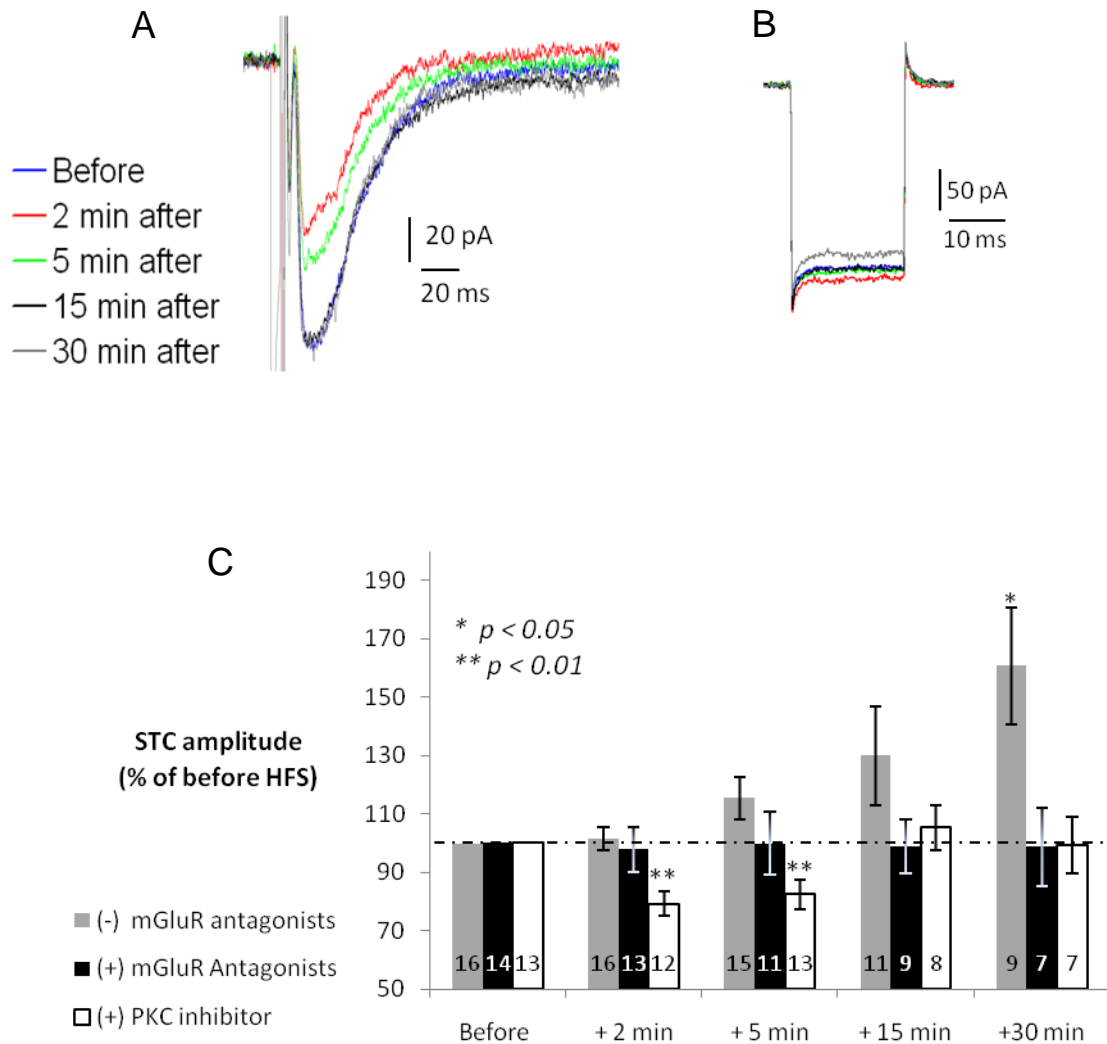 A
B
Before
2 min after
5 min after
15 min after
30 min after
20 pA
20 ms
50 pA
10 ms
C
190
170
150
130
110
90
70
50
* p < 0.05
** p < 0.01
*
**
**
STC amplitude
(% of before HFS)
(-) mGluR antagonists
(+) mGluR Antagonists
(+) PKC inhibitor
16 14 13
16 13 12
15 11 13
11 9 8
9 7 7
Before + 2 min + 5 min + 15 min +30 min